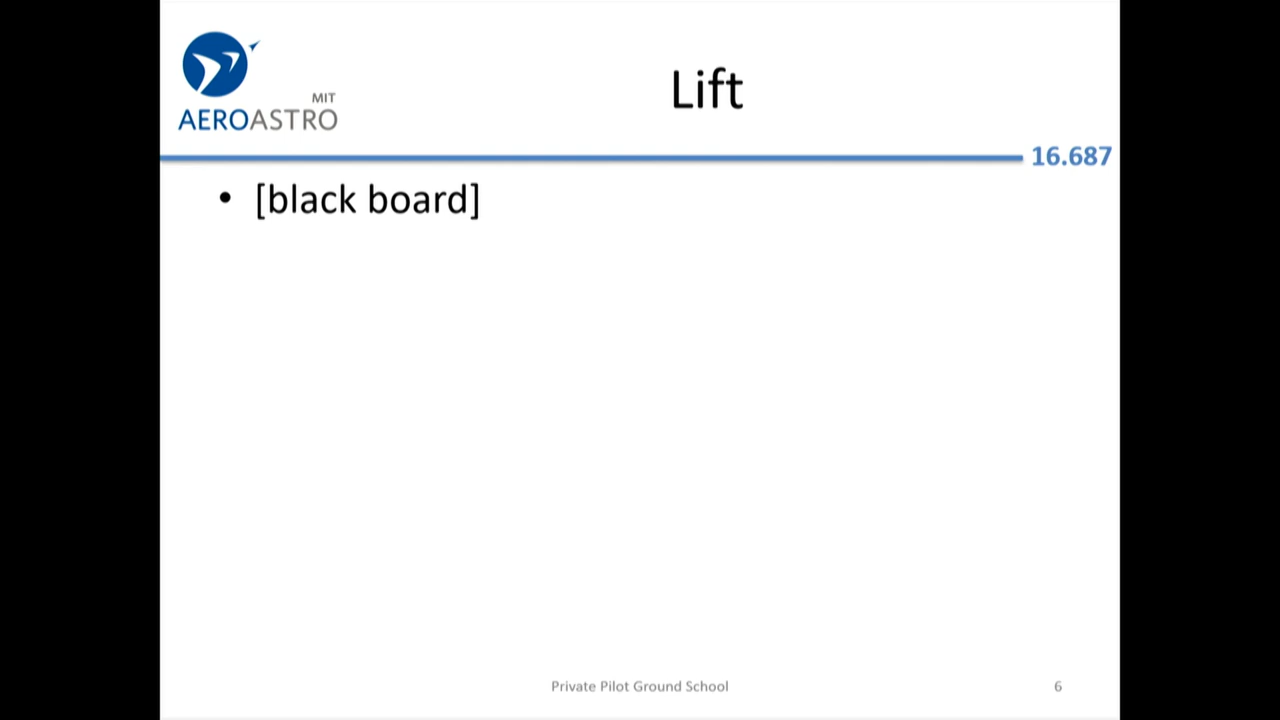 MIT
AEROASTRO
Lift
16.687
• [black board]
Private Pilot Ground School
6